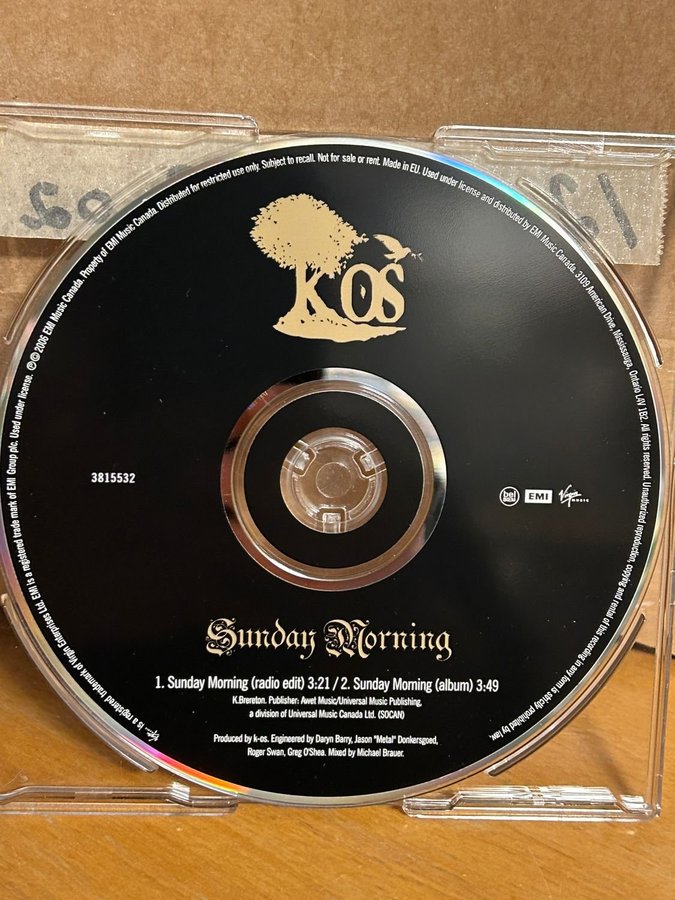 ℗© 2006 EMI Music Canada. Property of EMI Music Canada. Distributed for restricted use only. Subject to recall. Not for sale or rent. Made in EU. Used under license and distributed by EMI Music Canada, 3109 American Drive, Mississauga, Ontario L4V 1B2. All rights reserved. Unauthorized reproduction, copying and rental of this recording in any form is strictly prohibited by law.
K-OS
3815532
bel
EMI
Virgin
MUSIC
Sunday Morning
1. Sunday Morning (radio edit) 3:21 / 2. Sunday Morning (album) 3:49
K.Brereton. Publisher: Awet Music/Universal Music Publishing,
a division of Universal Music Canada Ltd. (SOCAN)
Produced by k-os. Engineered by Daryn Barry, Jason "Metal" Donkersgoed,
Roger Swan, Greg O'Shea. Mixed by Michael Brauer.
Virgin is a registered trademark of Virgin Enterprises Ltd. EMI is a registered trade mark of EMI Group plc. Used under license.